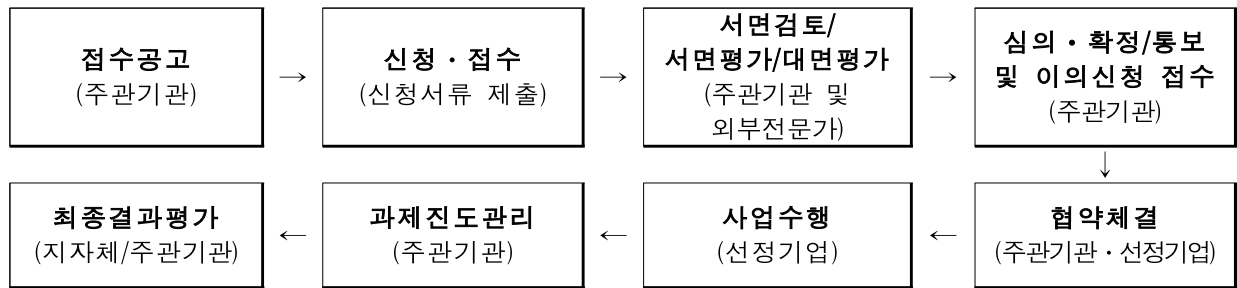 접수공고
(주관기관)
→
신청・접수
(신청서류 제출)
→
서면검토/
서면평가/대면평가
(주관기관 및
외부전문가)
→
심의・확정/통보
및 이의신청 접수
(주관기관)
↓
협약체결
(주관기관・선정기업)
←
사업수행
(선정기업)
←
과제진도관리
(주관기관)
←
최종결과평가
(지자체/주관기관)